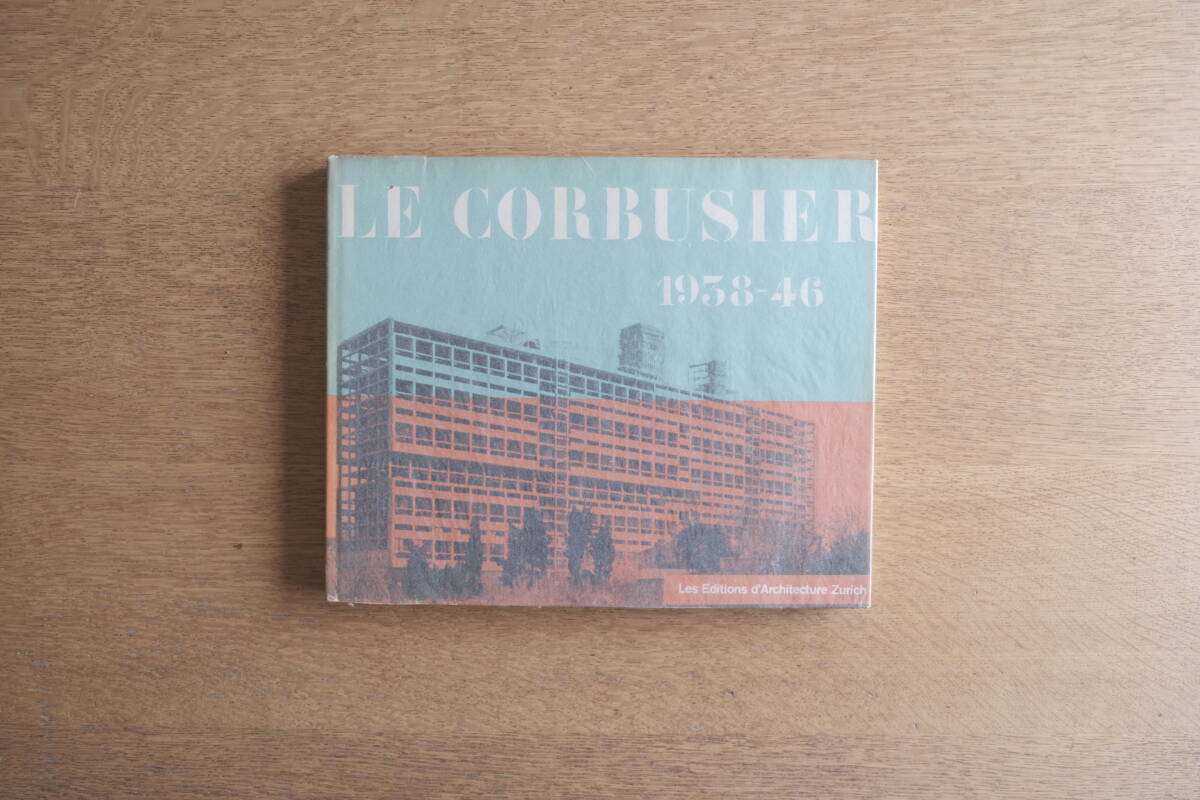 LE CORBUSIER
1938-46
Les Editions d'Architecture Zurich